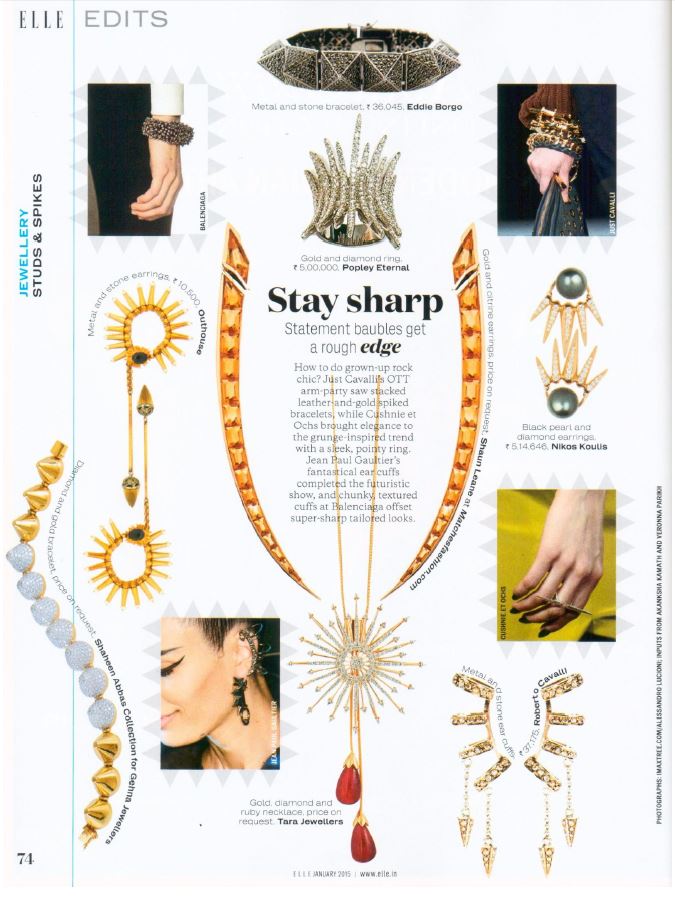 ELLE EDITS
JEWELLERY
STUDS & SPIKES
Metal and stone bracelet, ₹ 36,045, Eddie Borgo
BALENCIAGA
JUST CAVALLI
Gold and diamond ring,
₹ 5,00,000, Popley Eternal
Metal and stone earrings, ₹ 10,500, Outhouse
Stay sharp
Statement baubles get
a rough edge
How to do grown-up rock
chic? Just Cavalli's OTT
arm-party saw stacked
leather-and-gold spiked
bracelets, while Cushnie et
Ochs brought elegance to
the grunge-inspired trend
with a sleek, pointy ring.
Jean Paul Gaultier's
fantastical ear cuffs
completed the futuristic
show, and chunky, textured
cuffs at Balenciaga offset
super-sharp tailored looks.
Gold and citrine earrings, price on request, Shaun Leane at Matchesfashion.com
Black pearl and
diamond earrings,
₹ 5,14,646, Nikos Koulis
Diamond and gold bracelet, price on request, Shaheen Abbas Collection for Gehna Jewellers
CUSHNIE ET OCHS
JEAN PAUL GAULTIER
Metal and stone ear cuffs,
₹ 37,175, Roberto Cavalli
Gold, diamond and
ruby necklace, price on
request, Tara Jewellers
PHOTOGRAPHS: IMAXTREE.COM/ALESSANDRO LUCIONI; INPUTS FROM AKANKSHA KAMATH AND VERONNA PARIKH
74
ELLE JANUARY 2015 | www.elle.in